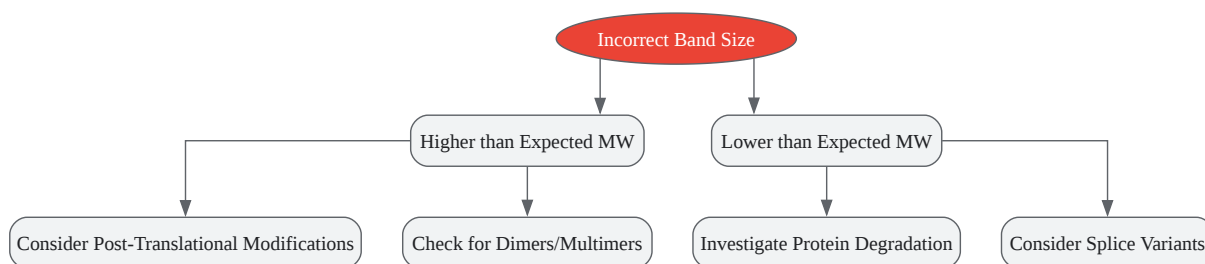 Incorrect Band Size
Higher than Expected MW
Lower than Expected MW
Consider Post-Translational Modifications
Check for Dimers/Multimers
Investigate Protein Degradation
Consider Splice Variants